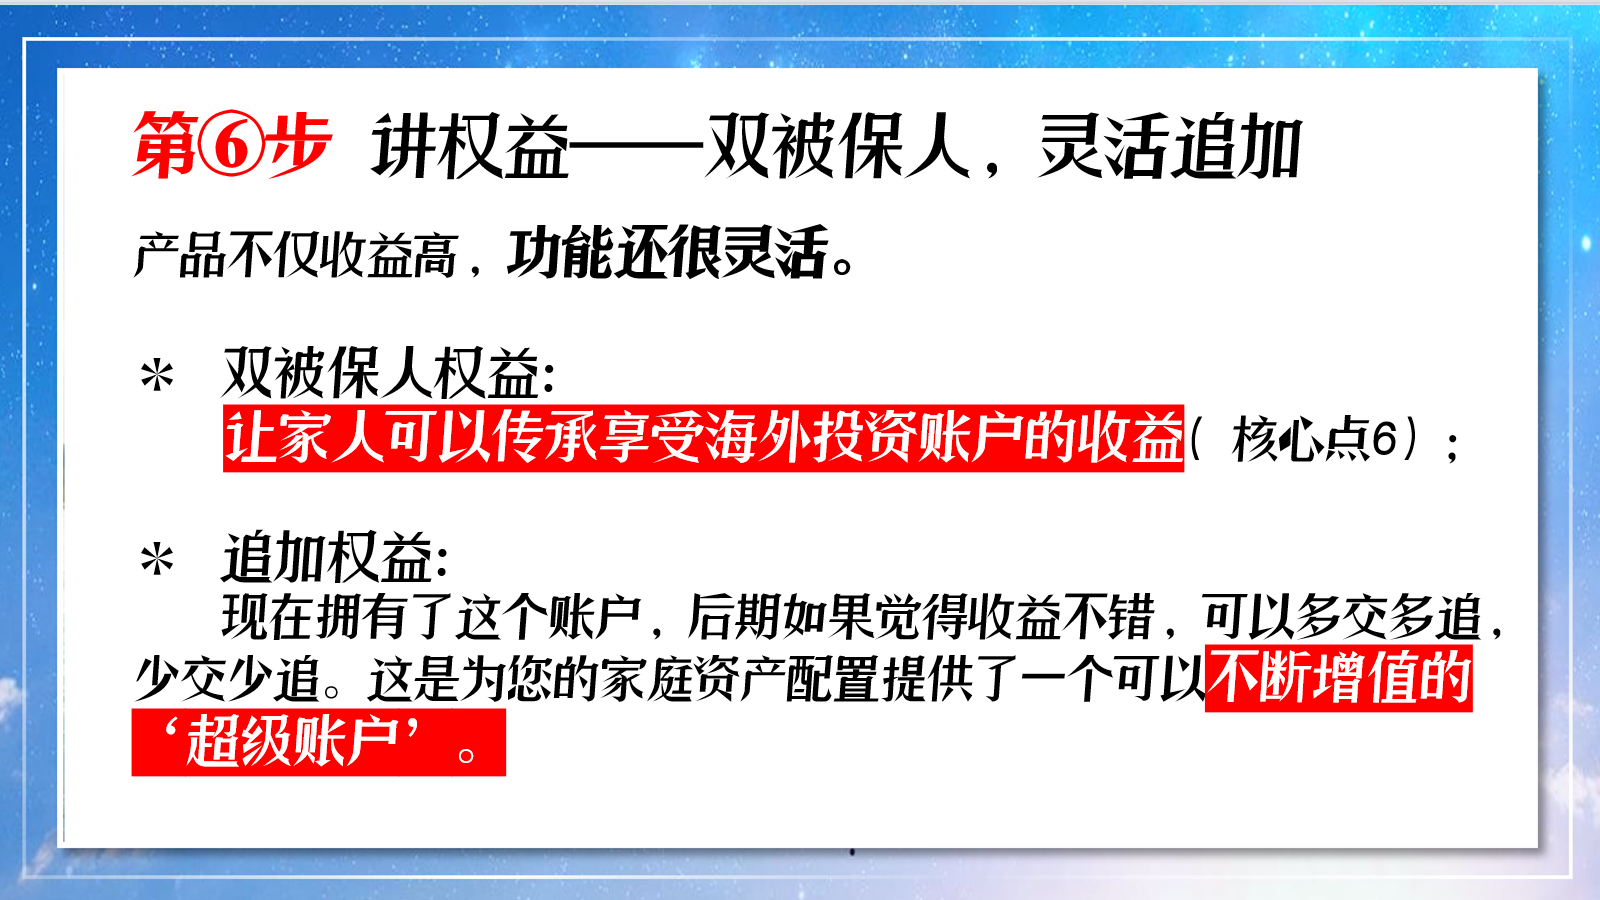 第⑥步 讲权益——双被保人，灵活追加
产品不仅收益高，功能还很灵活。
* 双被保人权益：
让家人可以传承享受海外投资账户的收益（核心点6）；
* 追加权益：
现在拥有了这个账户，后期如果觉得收益不错，可以多交多追，
少交少追。这是为您的家庭资产配置提供了一个可以不断增值的
‘超级账户’。